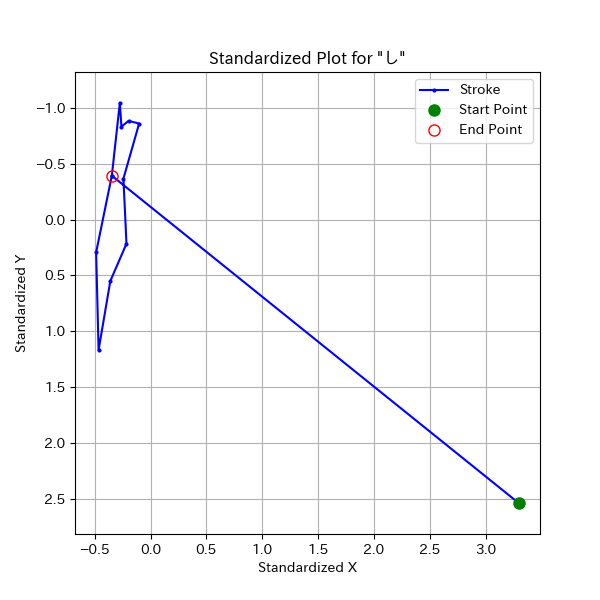 Standardized Plot for "し"
Stroke
Start Point
End Point
−1.0
−0.5
0.0
0.5
1.0
1.5
2.0
2.5
Standardized Y
−0.5 0.0 0.5 1.0 1.5 2.0 2.5 3.0
Standardized X